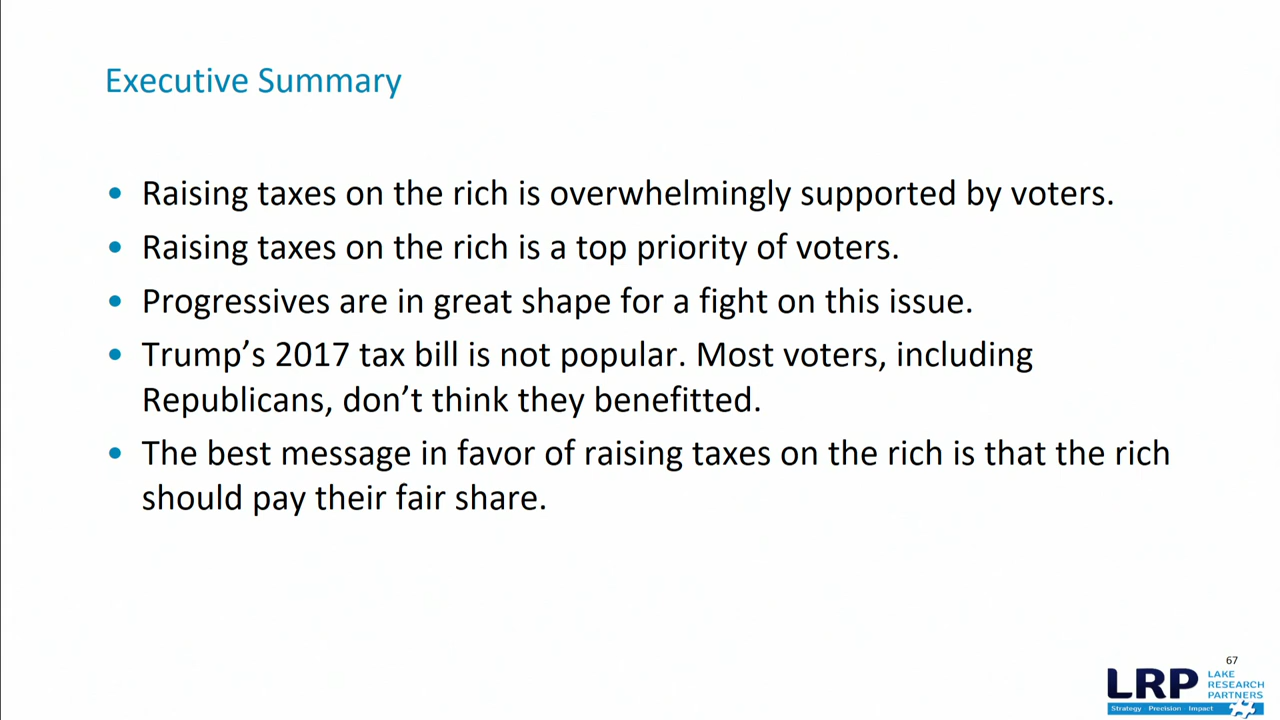 Executive Summary
• Raising taxes on the rich is overwhelmingly supported by voters.
• Raising taxes on the rich is a top priority of voters.
• Progressives are in great shape for a fight on this issue.
• Trump’s 2017 tax bill is not popular. Most voters, including
Republicans, don’t think they benefitted.
• The best message in favor of raising taxes on the rich is that the rich
should pay their fair share.
67
LRP
LAKE
RESEARCH
PARTNERS
Strategy Precision Impact